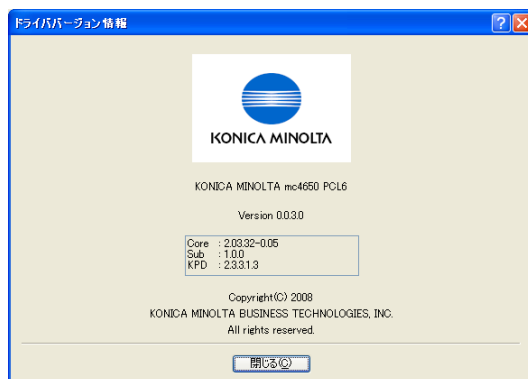 ドライババージョン情報
KONICA MINOLTA
KONICA MINOLTA mc4650 PCL6
Version 0.0.3.0
Core : 2.03.32-0.05
Sub : 1.0.0
KPD : 2.3.3.1.3
Copyright(C) 2008
KONICA MINOLTA BUSINESS TECHNOLOGIES, INC.
All rights reserved.
閉じる(C)